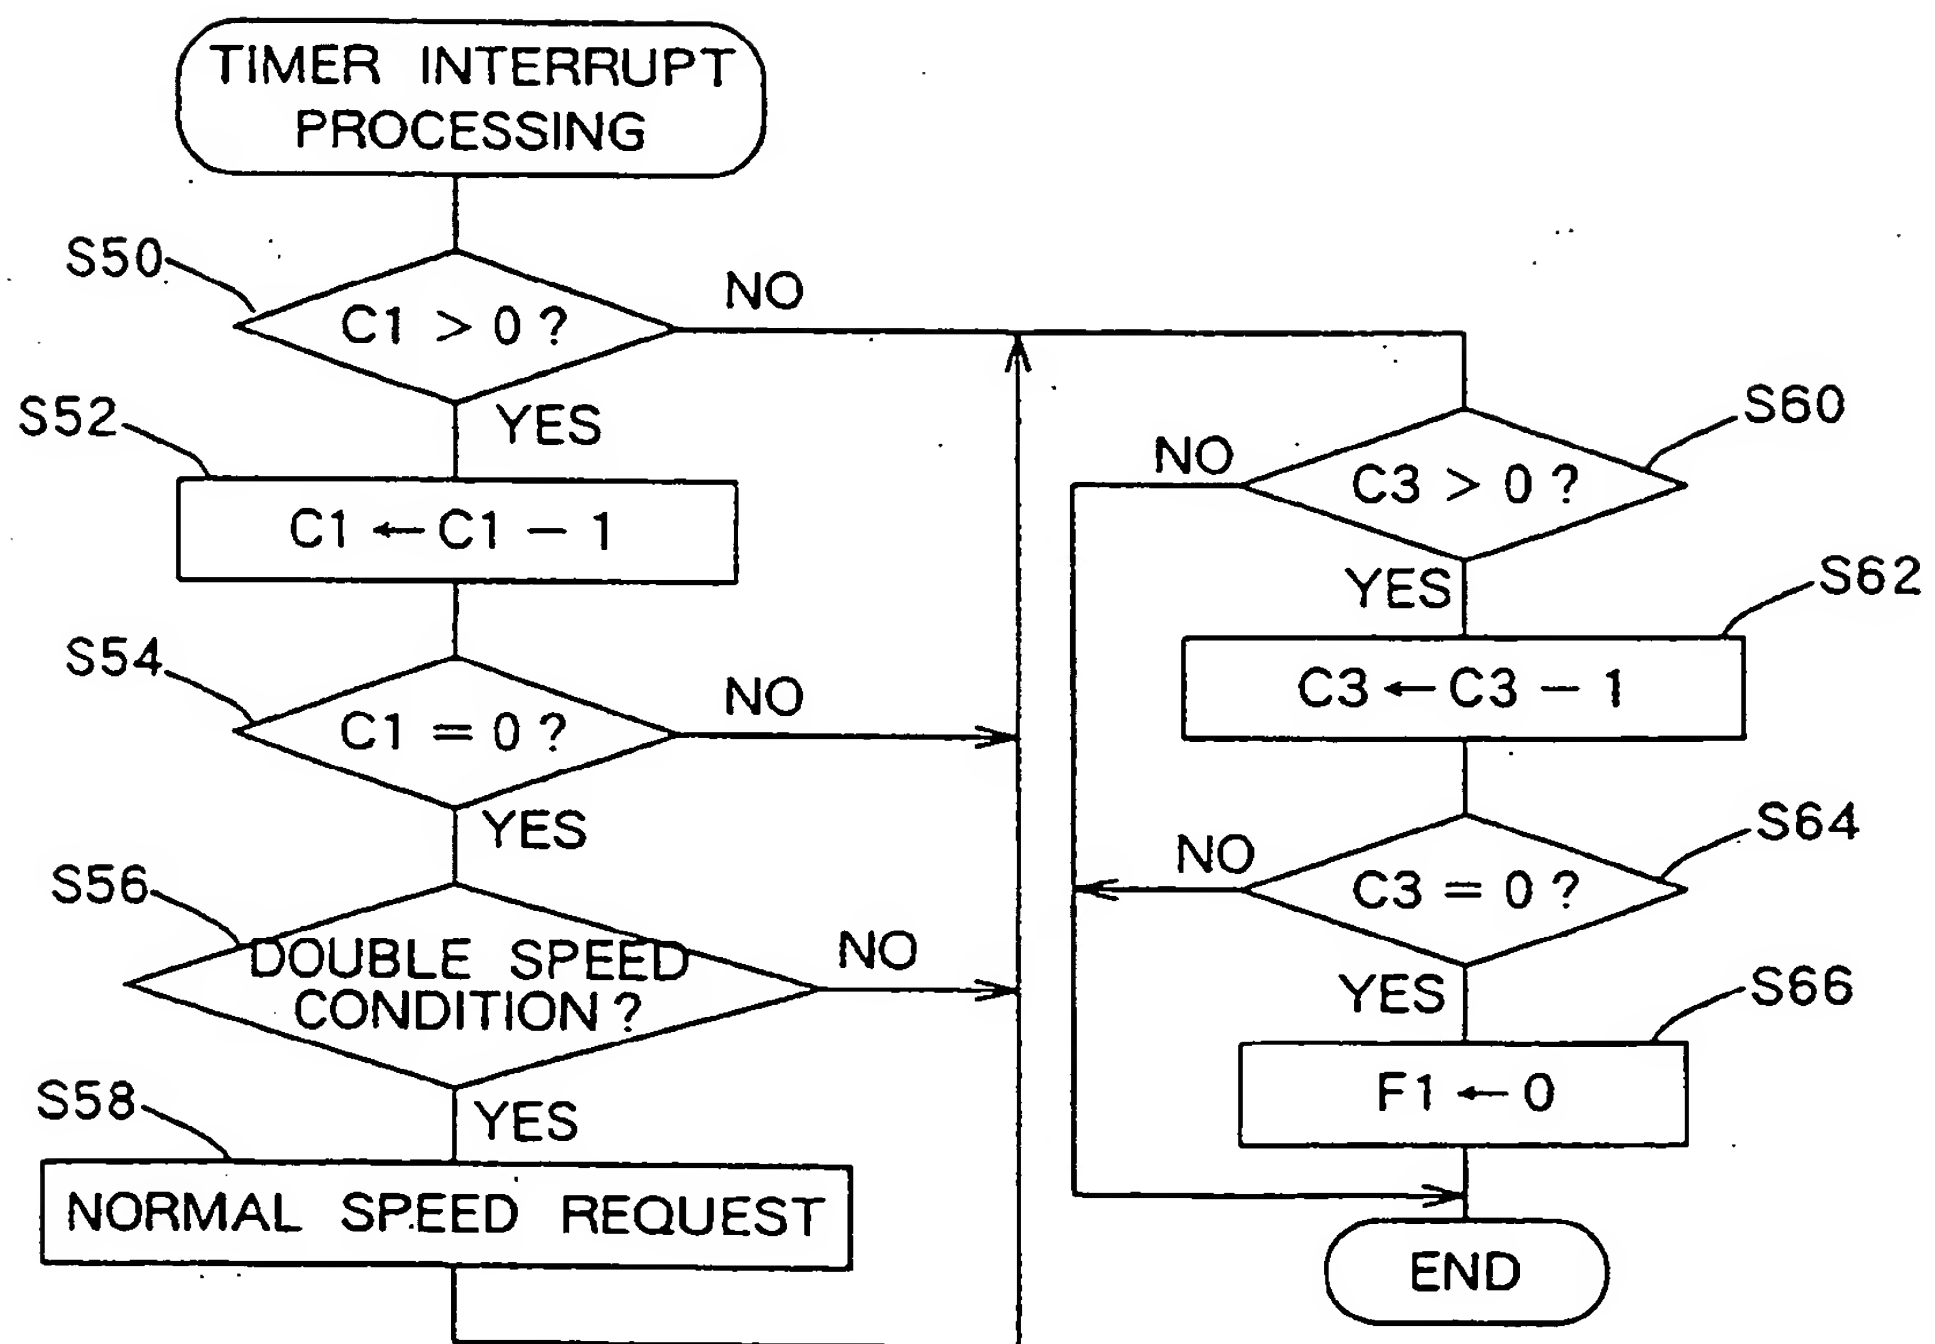 TIMER INTERRUPT
PROCESSING
S50
C1 > 0 ?
NO
YES
S52
C1 ← C1 − 1
S54
C1 = 0 ?
NO
YES
S56
DOUBLE SPEED
CONDITION ?
NO
YES
S58
NORMAL SPEED REQUEST
S60
C3 > 0 ?
NO
YES
S62
C3 ← C3 − 1
S64
C3 = 0 ?
NO
YES
S66
F1 ← 0
END